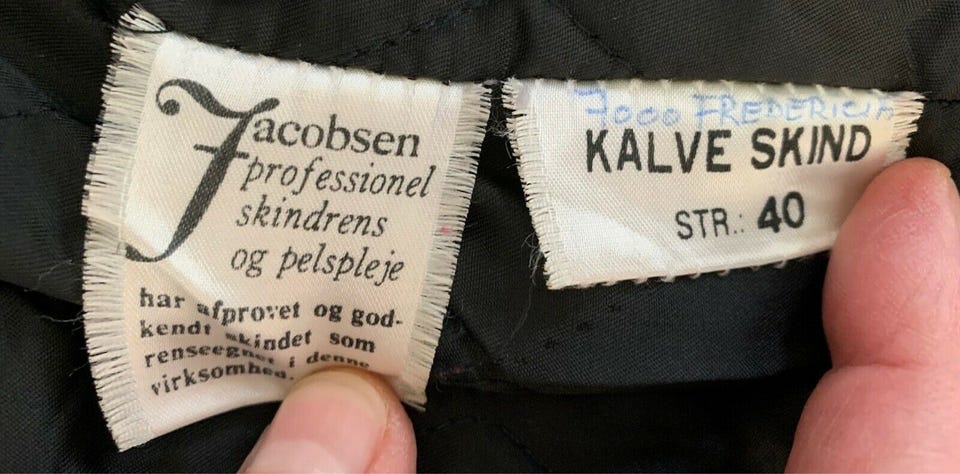 Jacobsen
professionel
skindrens
og pelspleje
har afprøvet og god-
kendt skindet som
renseegnet i denne
virksomhed.
7000 FREDERICIA
KALVE SKIND
STR.: 40